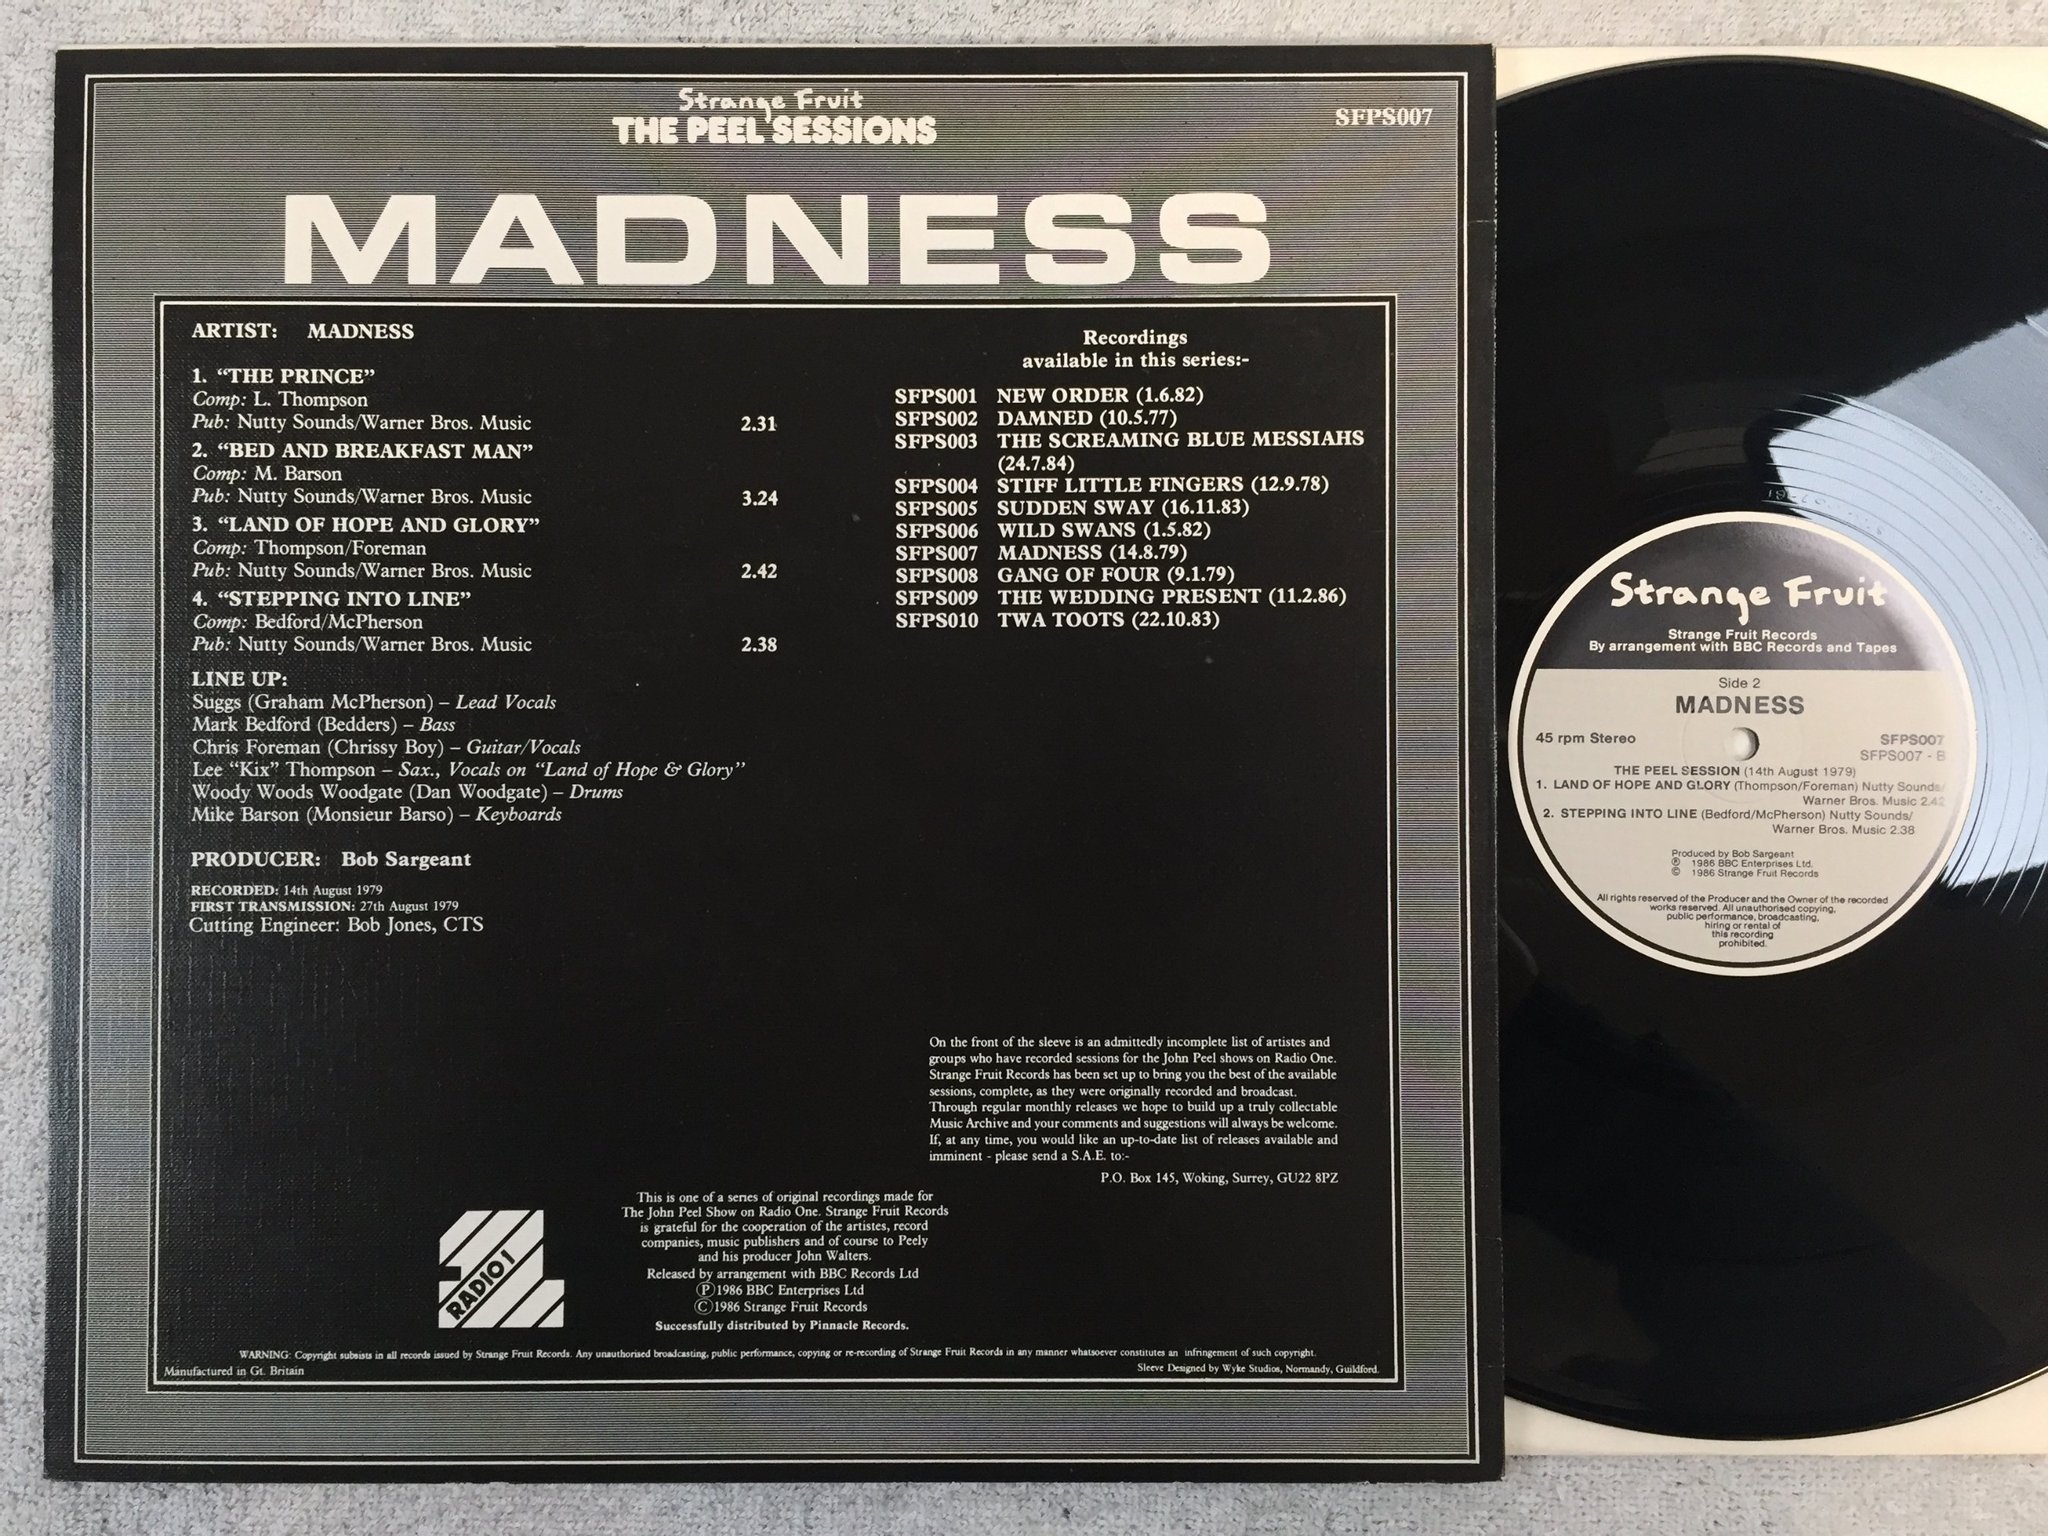 Strange Fruit
THE PEEL SESSIONS
SFPS007
MADNESS
ARTIST: MADNESS
1. “THE PRINCE”
Comp: L. Thompson
Pub: Nutty Sounds/Warner Bros. Music 2.31
2. “BED AND BREAKFAST MAN”
Comp: M. Barson
Pub: Nutty Sounds/Warner Bros. Music 3.24
3. “LAND OF HOPE AND GLORY”
Comp: Thompson/Foreman
Pub: Nutty Sounds/Warner Bros. Music 2.42
4. “STEPPING INTO LINE”
Comp: Bedford/McPherson
Pub: Nutty Sounds/Warner Bros. Music 2.38
LINE UP:
Suggs (Graham McPherson) – Lead Vocals
Mark Bedford (Bedders) – Bass
Chris Foreman (Chrissy Boy) – Guitar/Vocals
Lee “Kix” Thompson – Sax., Vocals on “Land of Hope & Glory”
Woody Woods Woodgate (Dan Woodgate) – Drums
Mike Barson (Monsieur Barso) – Keyboards
PRODUCER: Bob Sargeant
RECORDED: 14th August 1979
FIRST TRANSMISSION: 27th August 1979
Cutting Engineer: Bob Jones, CTS
Recordings
available in this series:-
SFPS001 NEW ORDER (1.6.82)
SFPS002 DAMNED (10.5.77)
SFPS003 THE SCREAMING BLUE MESSIAHS
(24.7.84)
SFPS004 STIFF LITTLE FINGERS (12.9.78)
SFPS005 SUDDEN SWAY (16.11.83)
SFPS006 WILD SWANS (1.5.82)
SFPS007 MADNESS (14.8.79)
SFPS008 GANG OF FOUR (9.1.79)
SFPS009 THE WEDDING PRESENT (11.2.86)
SFPS010 TWA TOOTS (22.10.83)
On the front of the sleeve is an admittedly incomplete list of artistes and
groups who have recorded sessions for the John Peel shows on Radio One.
Strange Fruit Records has been set up to bring you the best of the available
sessions, complete, as they were originally recorded and broadcast.
Through regular monthly releases we hope to build up a truly collectable
Music Archive and your comments and suggestions will always be welcome.
If, at any time, you would like an up-to-date list of releases available and
imminent - please send a S.A.E. to:-
P.O. Box 145, Woking, Surrey, GU22 8PZ
RADIO 1
This is one of a series of original recordings made for
The John Peel Show on Radio One. Strange Fruit Records
is grateful for the cooperation of the artistes, record
companies, music publishers and of course to Peely
and his producer John Walters.
Released by arrangement with BBC Records Ltd
Ⓟ 1986 BBC Enterprises Ltd
© 1986 Strange Fruit Records
Successfully distributed by Pinnacle Records.
WARNING: Copyright subsists in all records issued by Strange Fruit Records. Any unauthorised broadcasting, public performance, copying or re-recording of Strange Fruit Records in any manner whatsoever constitutes an infringement of such copyright.
Manufactured in Gt. Britain
Sleeve Designed by Wyke Studios, Normandy, Guildford.
Strange Fruit
Strange Fruit Records
By arrangement with BBC Records and Tapes
Side 2
MADNESS
45 rpm Stereo
SFPS007
SFPS007 - B
THE PEEL SESSION (14th August 1979)
1. LAND OF HOPE AND GLORY (Thompson/Foreman) Nutty Sounds/
Warner Bros. Music 2.42
2. STEPPING INTO LINE (Bedford/McPherson) Nutty Sounds/
Warner Bros. Music 2.38
Produced by Bob Sargeant
Ⓟ 1986 BBC Enterprises Ltd.
© 1986 Strange Fruit Records
All rights reserved of the Producer and the Owner of the recorded
works reserved. All unauthorised copying,
public performance, broadcasting,
hiring or rental of
this recording
prohibited.